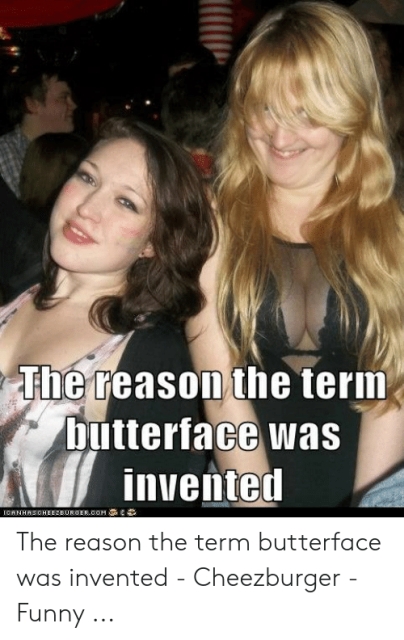 The reason the term
butterface was
invented
ICANHASCHEEZBURGER.COM
The reason the term butterface
was invented - Cheezburger -
Funny ...